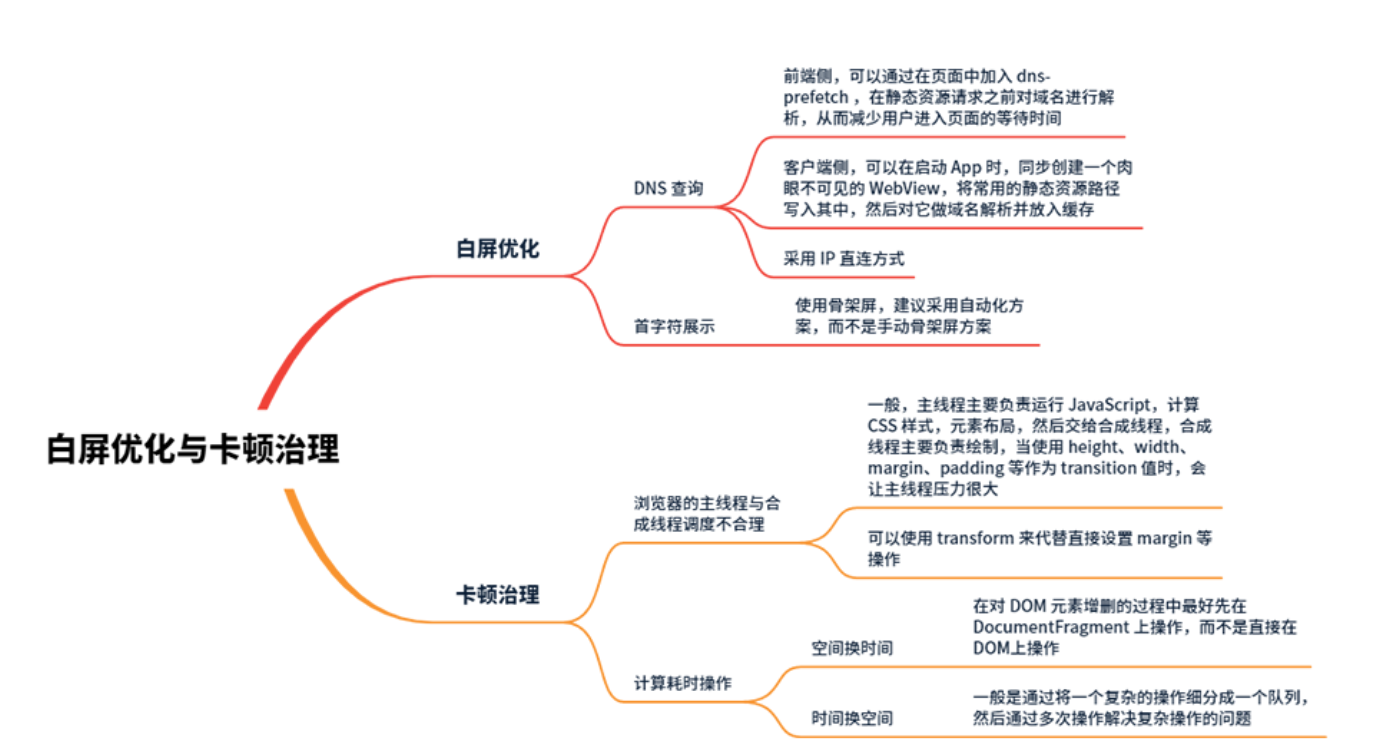 白屏优化与卡顿治理
白屏优化
DNS 查询
前端侧，可以通过在页面中加入 dns-
prefetch ，在静态资源请求之前对域名进行解
析，从而减少用户进入页面的等待时间
客户端侧，可以在启动 App 时，同步创建一个肉
眼不可见的 WebView，将常用的静态资源路径
写入其中，然后对它做域名解析并放入缓存
采用 IP 直连方式
首字符展示
使用骨架屏，建议采用自动化方
案，而不是手动骨架屏方案
卡顿治理
浏览器的主线程与合
成线程调度不合理
一般，主线程主要负责运行 JavaScript，计算
CSS 样式，元素布局，然后交给合成线程，合成
线程主要负责绘制，当使用 height、width、
margin、padding 等作为 transition 值时，会
让主线程压力很大
可以使用 transform 来代替直接设置 margin 等
操作
计算耗时操作
空间换时间
在对 DOM 元素增删的过程中最好先在
DocumentFragment 上操作，而不是直接在
DOM上操作
时间换空间
一般是通过将一个复杂的操作细分成一个队列，
然后通过多次操作解决复杂操作的问题